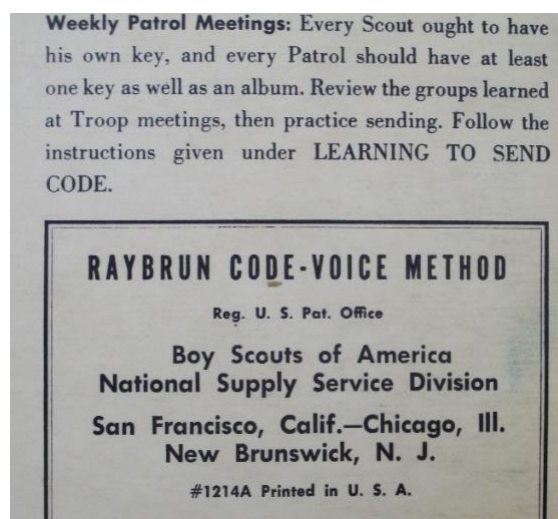 Weekly Patrol Meetings: Every Scout ought to have
his own key, and every Patrol should have at least
one key as well as an album. Review the groups learned
at Troop meetings, then practice sending. Follow the
instructions given under LEARNING TO SEND
CODE.
RAYBRUN CODE-VOICE METHOD
Reg. U. S. Pat. Office
Boy Scouts of America
National Supply Service Division
San Francisco, Calif.—Chicago, Ill.
New Brunswick, N. J.
#1214A Printed in U. S. A.